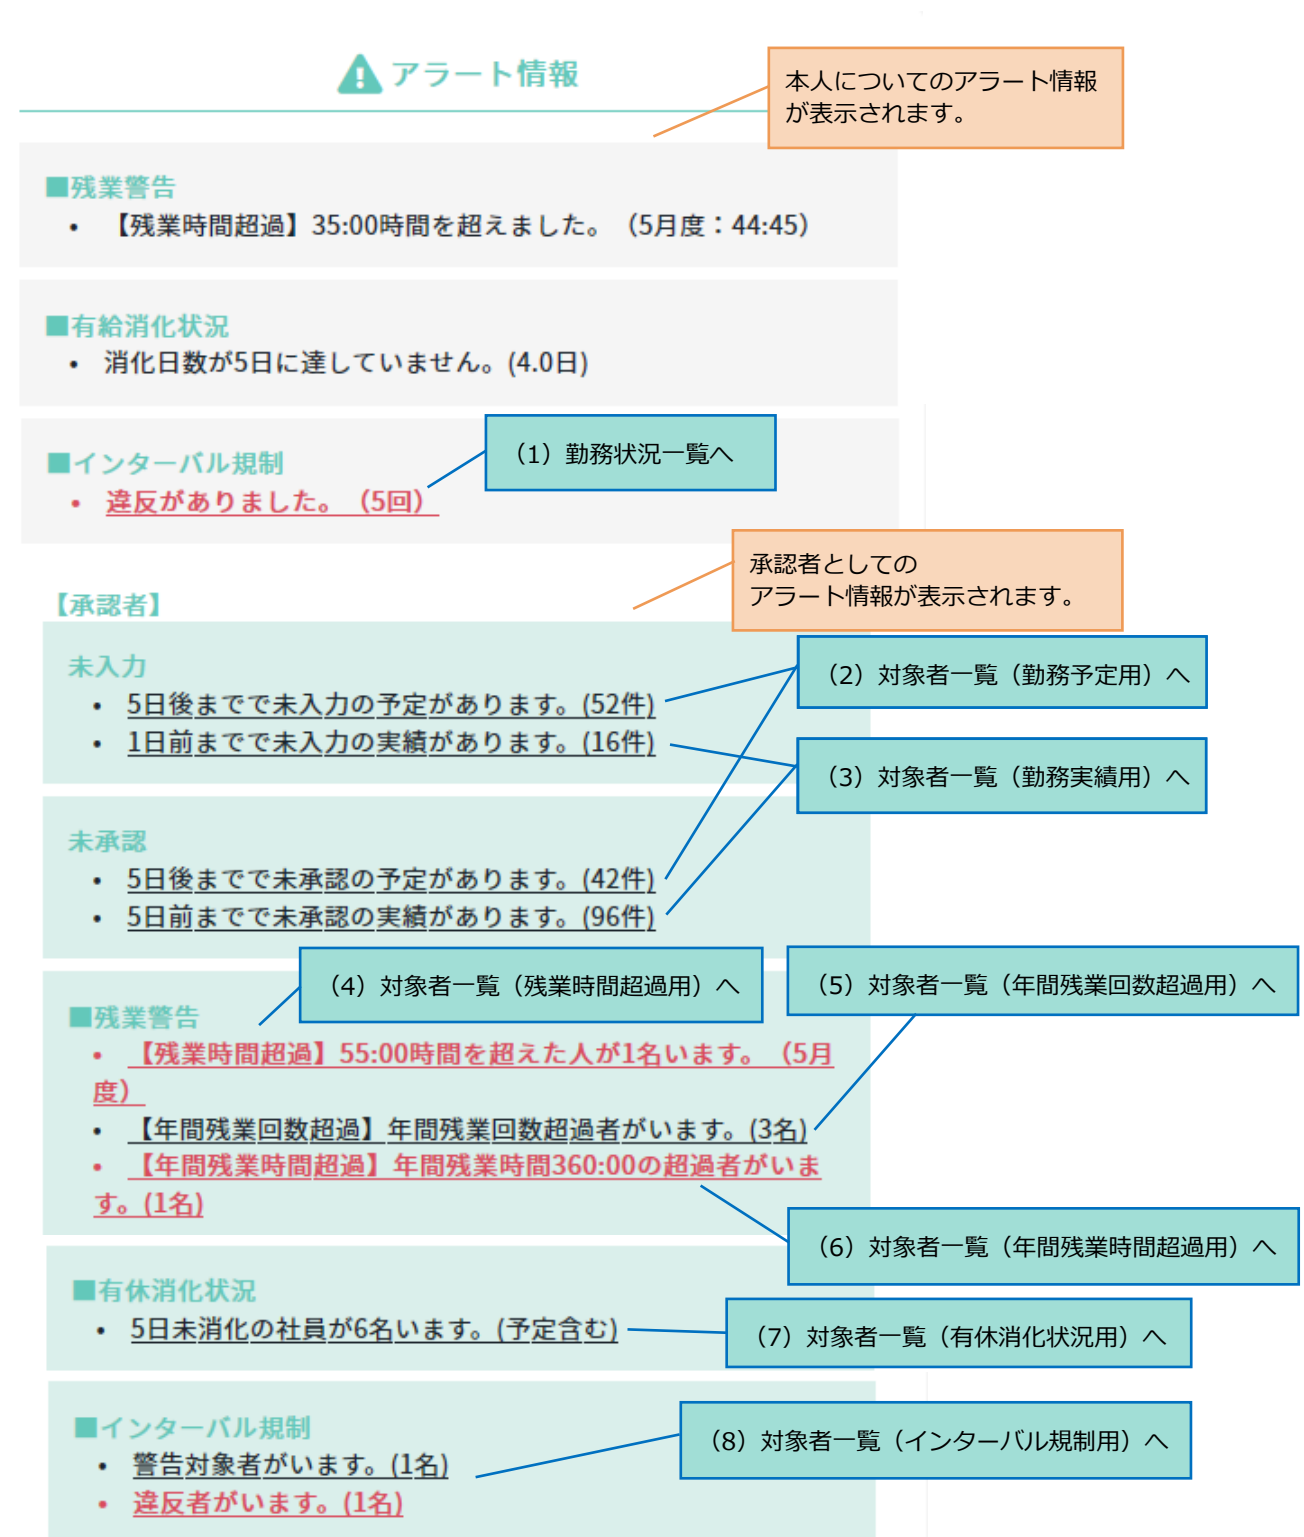 アラート情報
本人についてのアラート情報
が表示されます。
■残業警告
• 【残業時間超過】35:00時間を超えました。（5月度：44:45）
■有給消化状況
• 消化日数が5日に達していません。(4.0日)
（1）勤務状況一覧へ
■インターバル規制
• 違反がありました。（5回）
承認者としての
アラート情報が表示されます。
【承認者】
未入力
（2）対象者一覧（勤務予定用）へ
• 5日後までで未入力の予定があります。(52件)
• 1日前までで未入力の実績があります。(16件)
（3）対象者一覧（勤務実績用）へ
未承認
• 5日後までで未承認の予定があります。(42件)
• 5日前までで未承認の実績があります。(96件)
（4）対象者一覧（残業時間超過用）へ
（5）対象者一覧（年間残業回数超過用）へ
■残業警告
• 【残業時間超過】55:00時間を超えた人が1名います。（5月
度）
• 【年間残業回数超過】年間残業回数超過者がいます。(3名)
• 【年間残業時間超過】年間残業時間360:00の超過者がいま
す。(1名)
（6）対象者一覧（年間残業時間超過用）へ
■有休消化状況
• 5日未消化の社員が6名います。(予定含む)
（7）対象者一覧（有休消化状況用）へ
■インターバル規制
（8）対象者一覧（インターバル規制用）へ
• 警告対象者がいます。(1名)
• 違反者がいます。(1名)